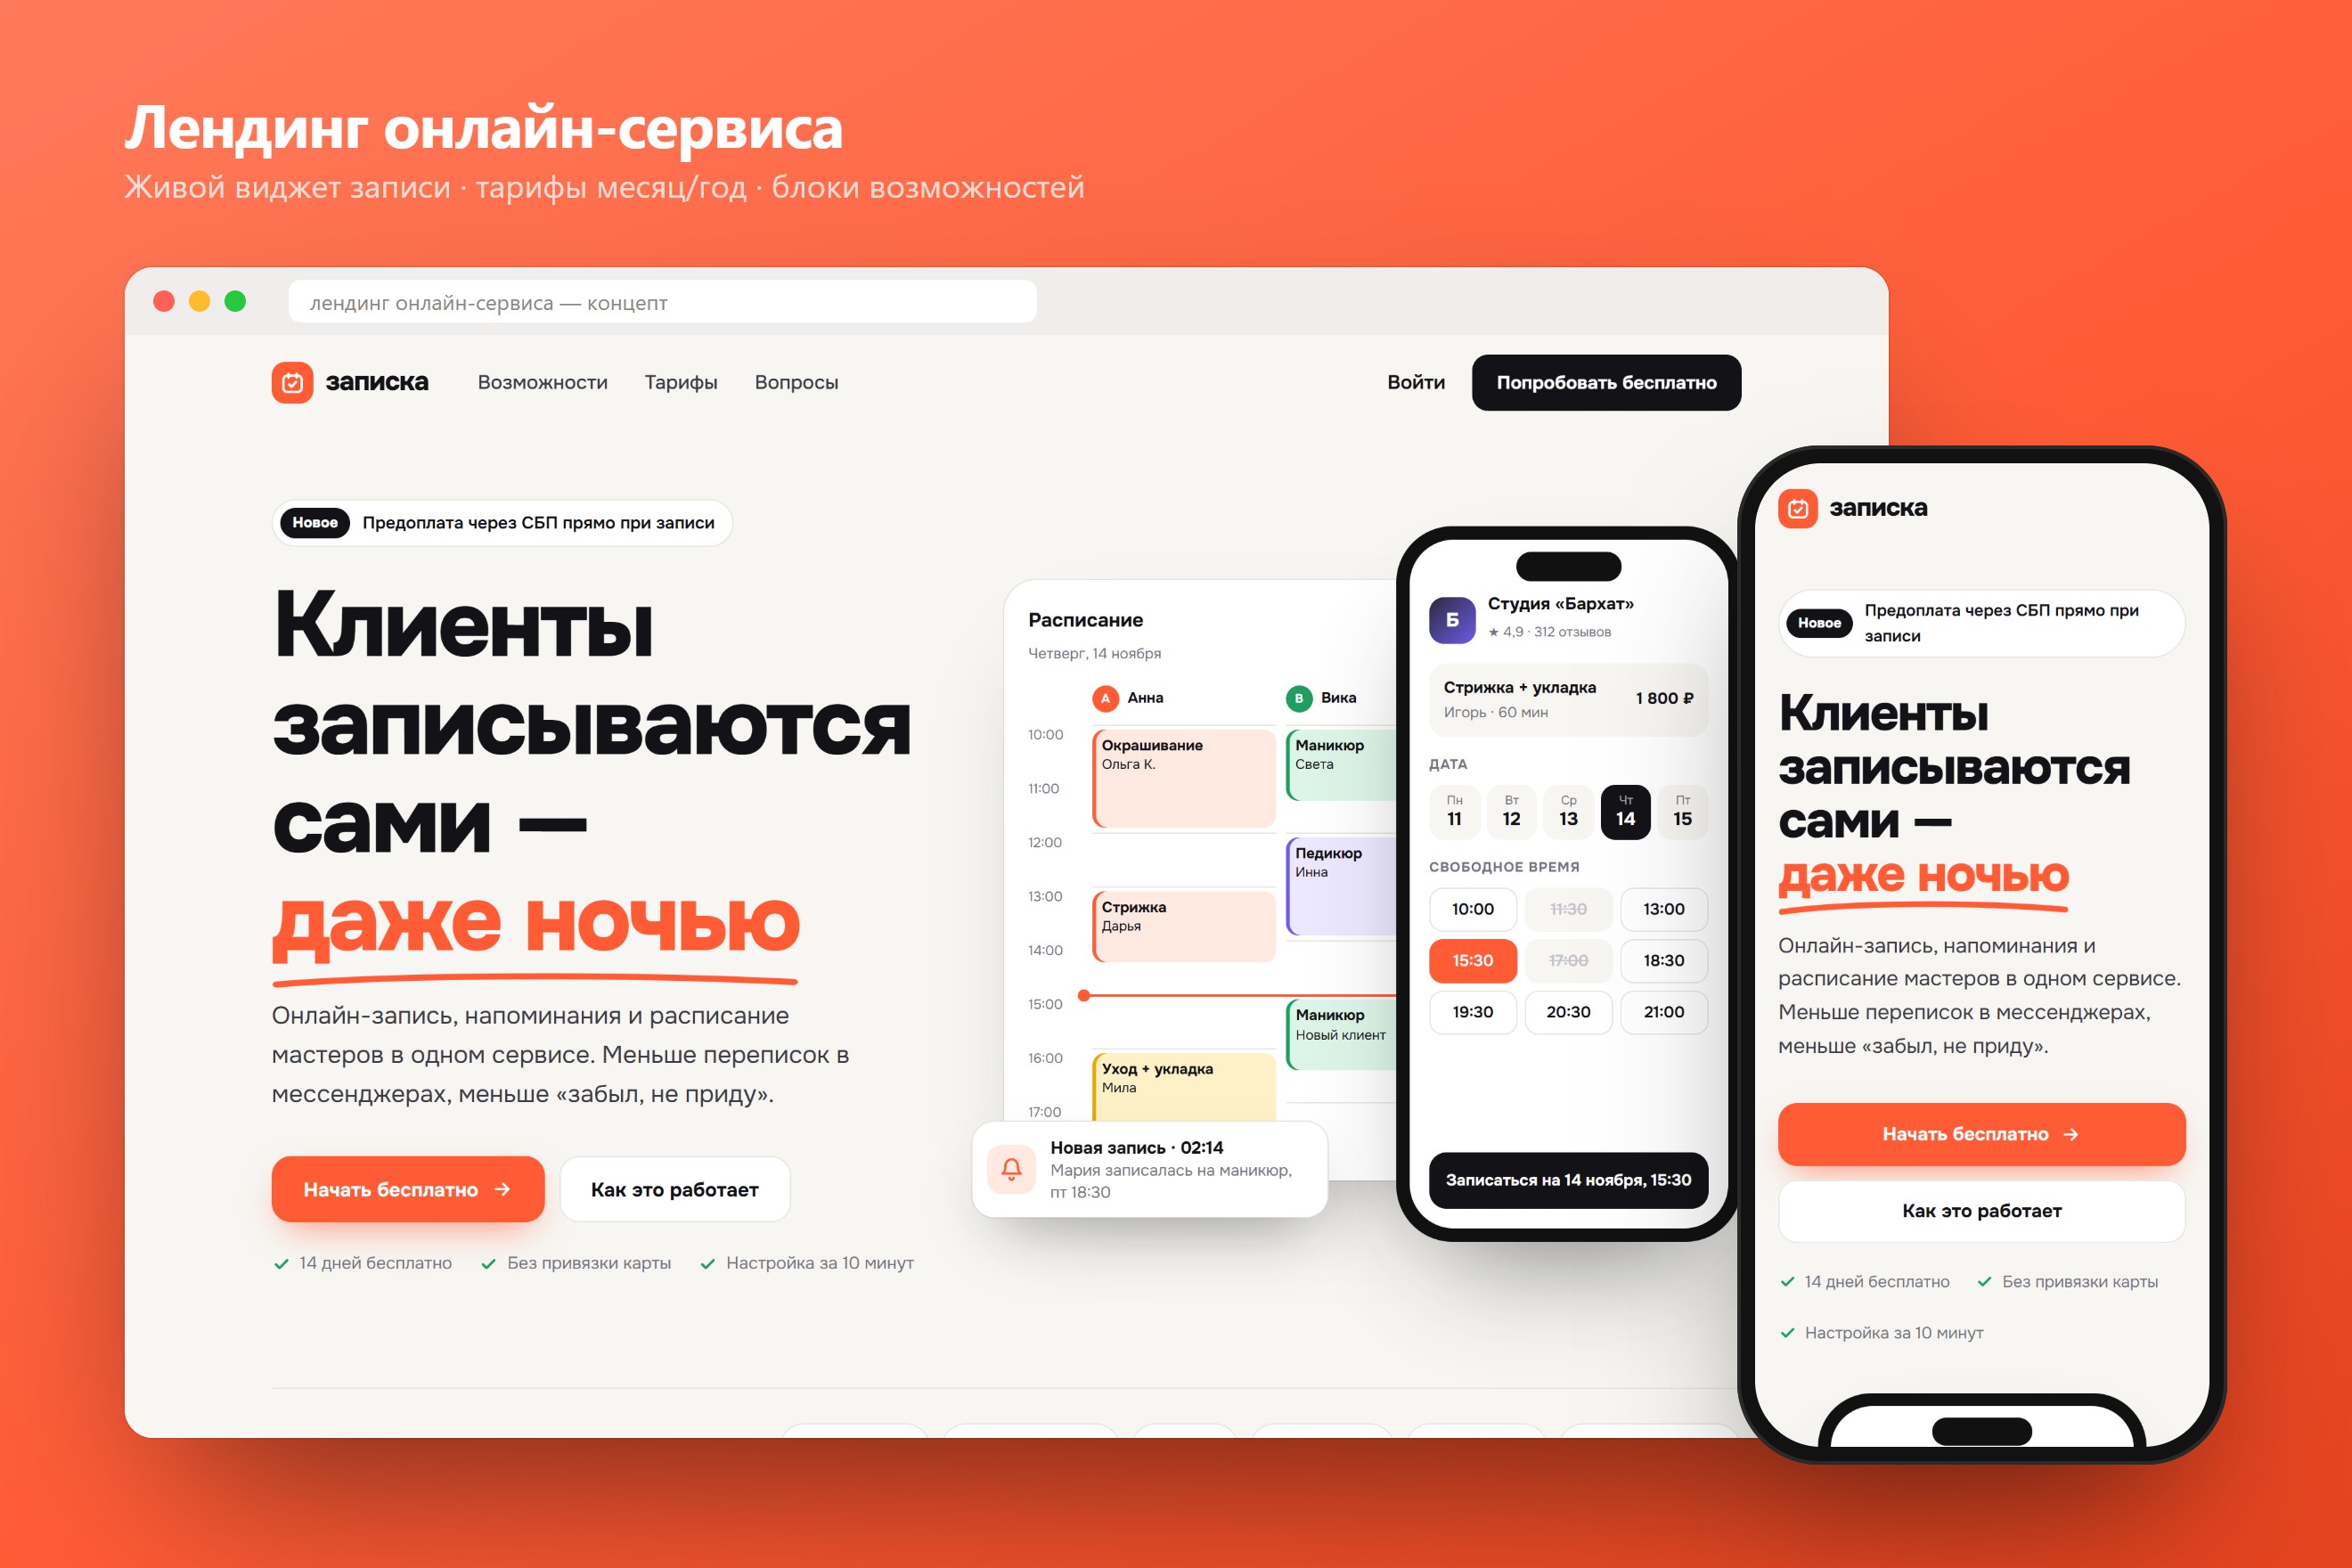 Лендинг онлайн-сервиса
Живой виджет записи · тарифы месяц/год · блоки возможностей
лендинг онлайн-сервиса — концепт
записка
Возможности
Тарифы
Вопросы
Войти
Попробовать бесплатно
Новое
Предоплата через СБП прямо при записи
Клиенты
записываются
сами —
даже ночью
Онлайн-запись, напоминания и расписание
мастеров в одном сервисе. Меньше переписок в
мессенджерах, меньше «забыл, не приду».
Начать бесплатно →
Как это работает
14 дней бесплатно
Без привязки карты
Настройка за 10 минут
Расписание
Четверг, 14 ноября
А Анна
В Вика
10:00
11:00
12:00
13:00
14:00
15:00
16:00
17:00
Окрашивание
Ольга К.
Стрижка
Дарья
Уход + укладка
Мила
Маникюр
Света
Педикюр
Инна
Маникюр
Новый клиент
Новая запись · 02:14
Мария записалась на маникюр,
пт 18:30
Б
Студия «Бархат»
★ 4,9 · 312 отзывов
Стрижка + укладка
Игорь · 60 мин
1 800 ₽
ДАТА
Пн Вт Ср Чт Пт
11 12 13 14 15
СВОБОДНОЕ ВРЕМЯ
10:00 11:30 13:00
15:30 17:00 18:30
19:30 20:30 21:00
Записаться на 14 ноября, 15:30
записка
Новое
Предоплата через СБП прямо при
записи
Клиенты
записываются
сами —
даже ночью
Онлайн-запись, напоминания и
расписание мастеров в одном сервисе.
Меньше переписок в мессенджерах,
меньше «забыл, не приду».
Начать бесплатно →
Как это работает
14 дней бесплатно
Без привязки карты
Настройка за 10 минут